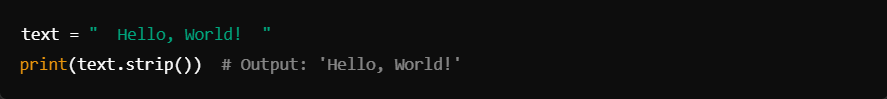 text = "  Hello, World!  "
print(text.strip())  # Output: 'Hello, World!'